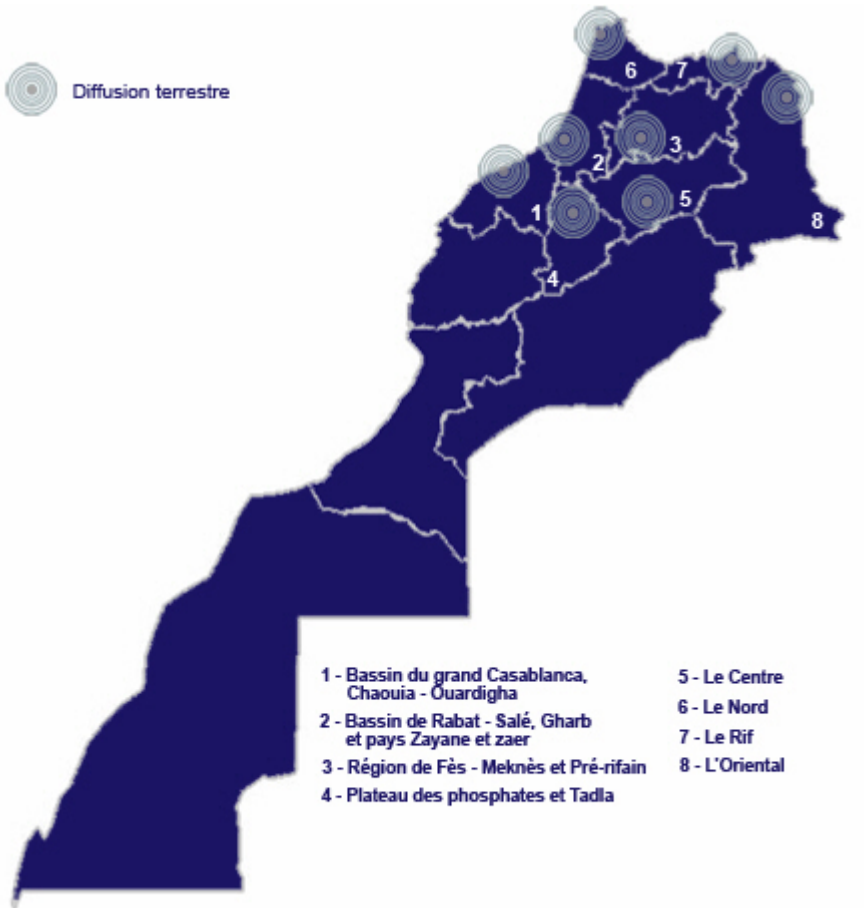 Diffusion terrestre
6
7
3
2
5
1
8
4
1 - Bassin du grand Casablanca,
Chaouia - Ouardigha
2 - Bassin de Rabat - Salé, Gharb
et pays Zayane et zaer
3 - Région de Fès - Meknès et Pré-rifain
4 - Plateau des phosphates et Tadla
5 - Le Centre
6 - Le Nord
7 - Le Rif
8 - L'Oriental